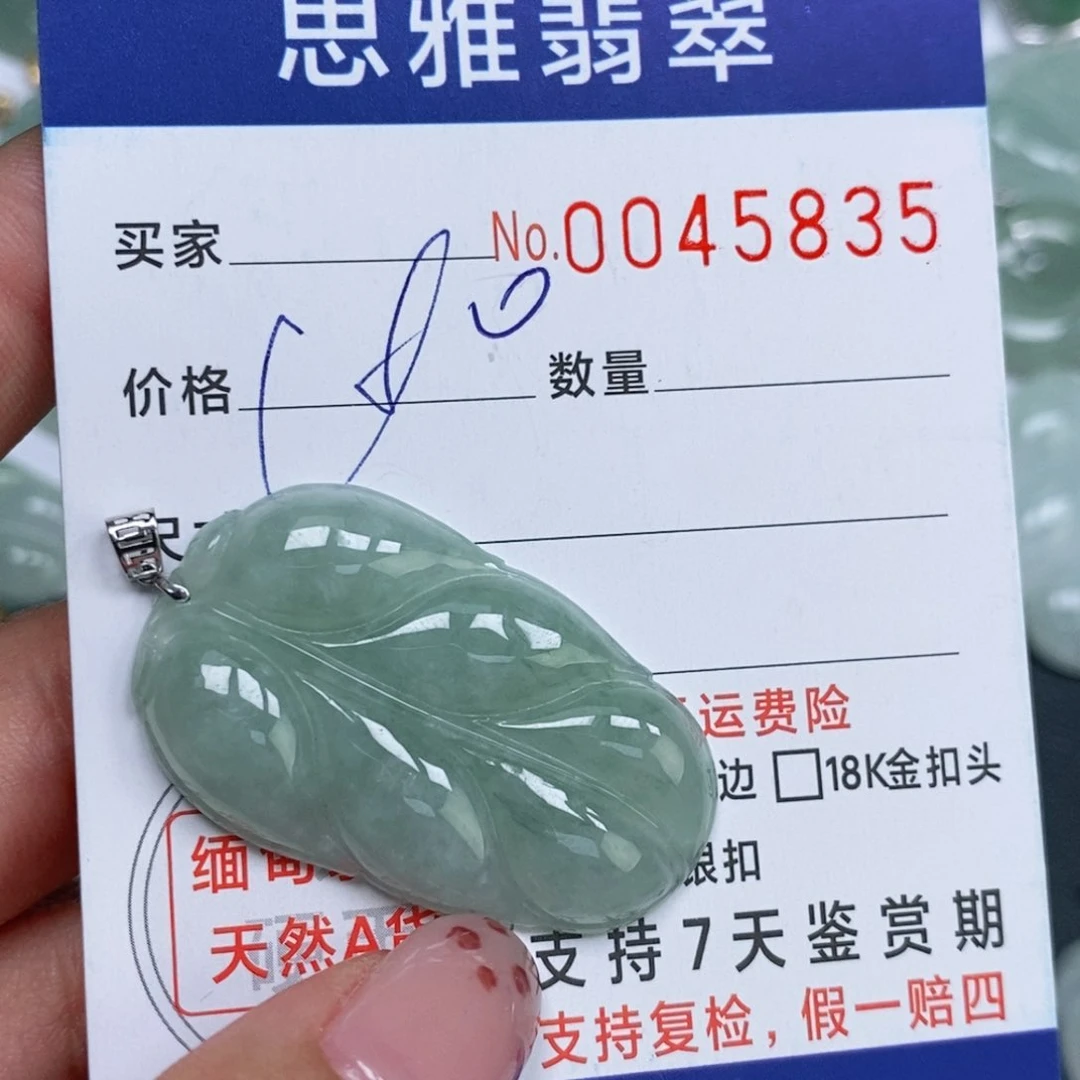 思雅翡翠
买家 No.0045835
价格 数量
运费险
边 □18K金扣头
银扣
缅甸
天然A货 支持7天鉴赏期
支持复检，假一赔四